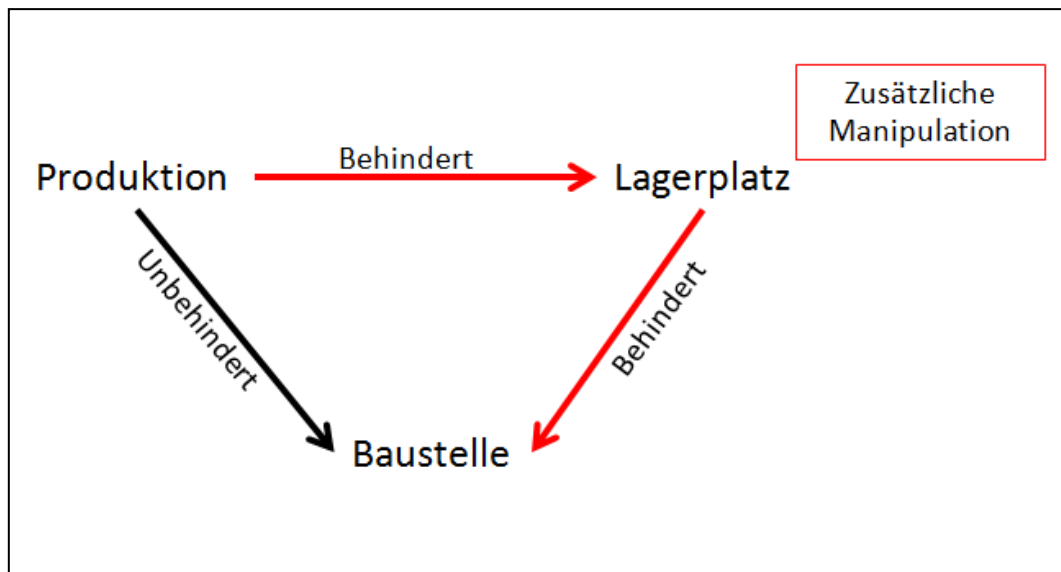 Zusätzliche
Manipulation
Behindert
Produktion
Lagerplatz
Unbehindert
Behindert
Baustelle